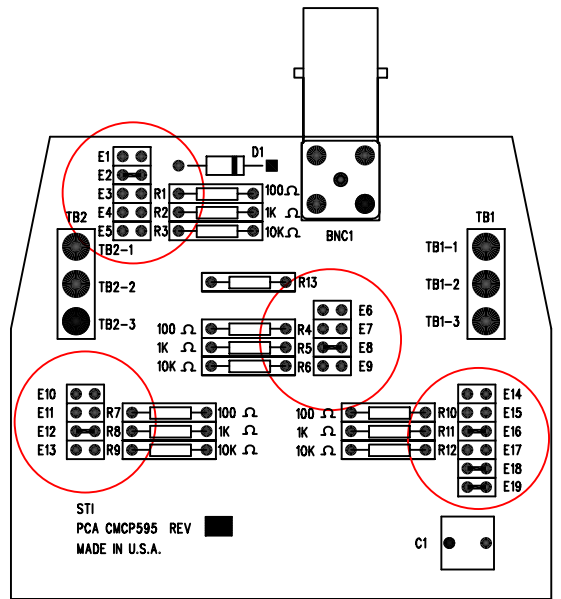 E1 D1
E2
E3 R1 100Ω
TB2 E4 R2 1K Ω TB1
E5 R3 10KΩ BNC1
TB2-1 TB1-1
TB2-2 R13 TB1-2
E6
TB2-3 100 Ω R4 E7 TB1-3
1K Ω R5 E8
10K Ω R6 E9
E10 E14
E11 R7 100 Ω 100 Ω R10 E15
E12 R8 1K Ω 1K Ω R11 E16
E13 R9 10K Ω 10K Ω R12 E17
E18
E19
STI
PCA CMCP595 REV
MADE IN U.S.A.
C1